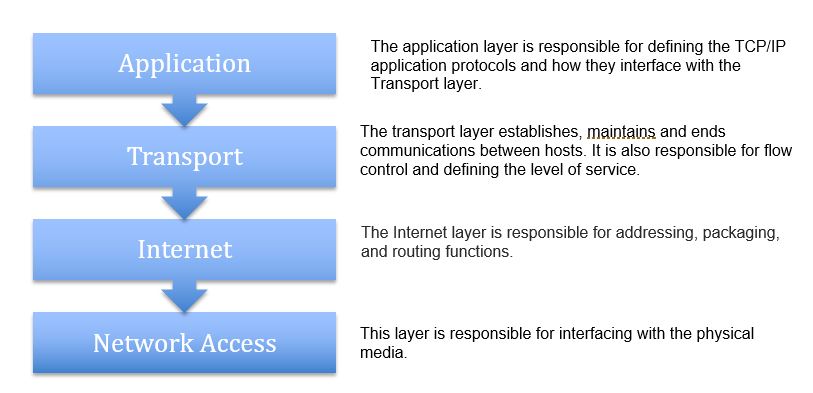 Application
The application layer is responsible for defining the TCP/IP
application protocols and how they interface with the
Transport layer.
Transport
The transport layer establishes, maintains and ends
communications between hosts. It is also responsible for flow
control and defining the level of service.
Internet
The Internet layer is responsible for addressing, packaging,
and routing functions.
Network Access
This layer is responsible for interfacing with the physical
media.